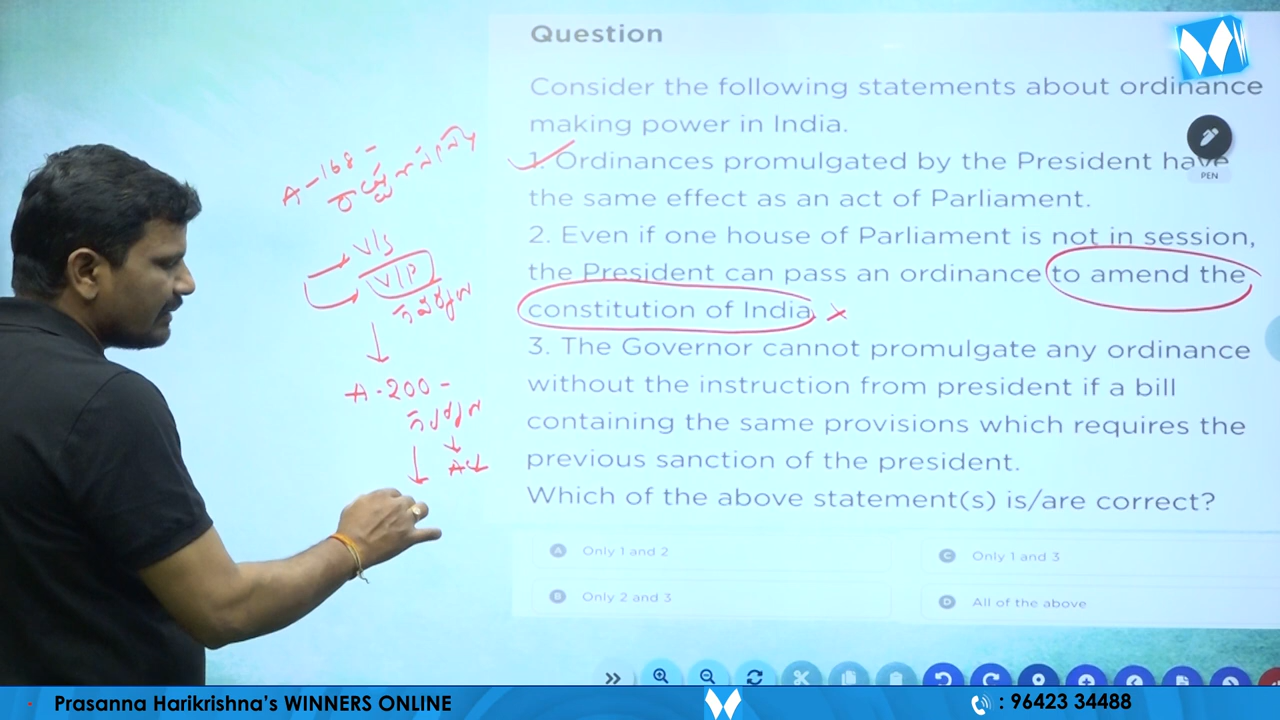 Question
Consider the following statements about ordinance
making power in India.
1. Ordinances promulgated by the President have
the same effect as an act of Parliament.
2. Even if one house of Parliament is not in session,
the President can pass an ordinance to amend the
constitution of India
3. The Governor cannot promulgate any ordinance
without the instruction from president if a bill
containing the same provisions which requires the
previous sanction of the president.
Which of the above statement(s) is/are correct?
A Only 1 and 2
C Only 1 and 3
B Only 2 and 3
D All of the above
PEN
A-168-
V/S
V/P
A-200-
Prasanna Harikrishna's WINNERS ONLINE
: 96423 34488